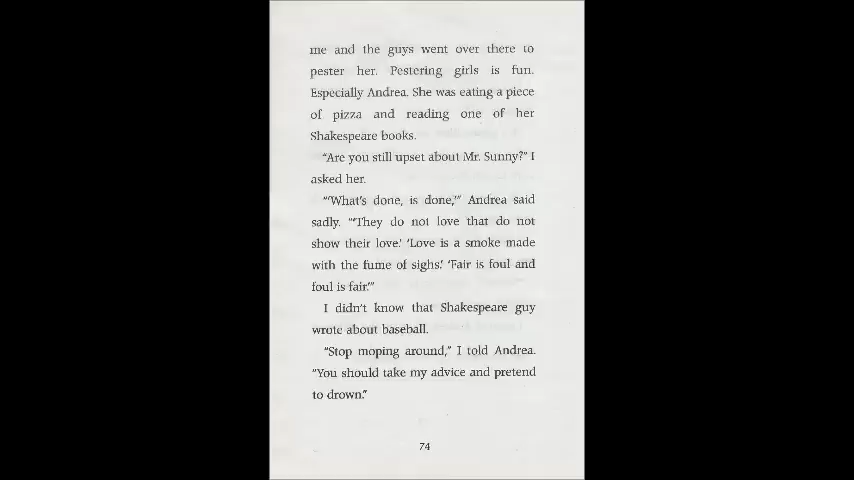 me and the guys went over there to
pester her. Pestering girls is fun.
Especially Andrea. She was eating a piece
of pizza and reading one of her
Shakespeare books.
“Are you still upset about Mr. Sunny?” I
asked her.
“‘What’s done, is done,’” Andrea said
sadly. “‘They do not love that do not
show their love.’ ‘Love is a smoke made
with the fume of sighs.’ ‘Fair is foul and
foul is fair.’”
I didn’t know that Shakespeare guy
wrote about baseball.
“Stop moping around,” I told Andrea.
“You should take my advice and pretend
to drown.”
74